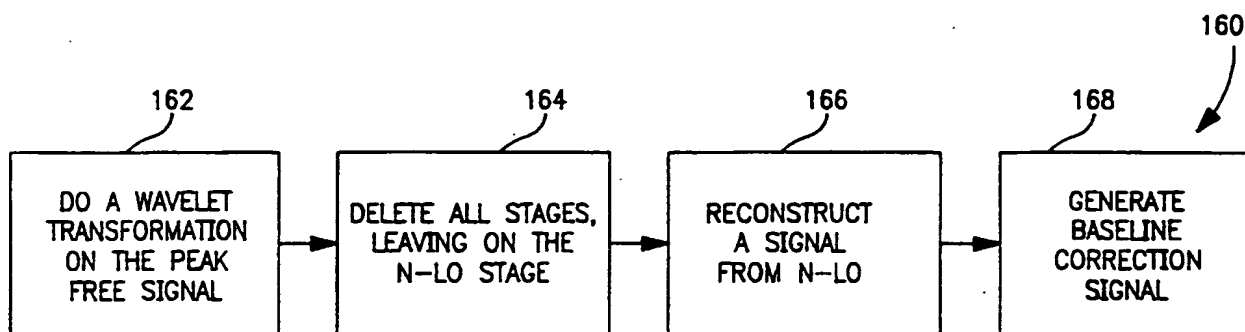 160
162
164
166
168
DO A WAVELET
TRANSFORMATION
ON THE PEAK
FREE SIGNAL
DELETE ALL STAGES,
LEAVING ON THE
N-LO STAGE
RECONSTRUCT
A SIGNAL
FROM N-LO
GENERATE
BASELINE
CORRECTION
SIGNAL